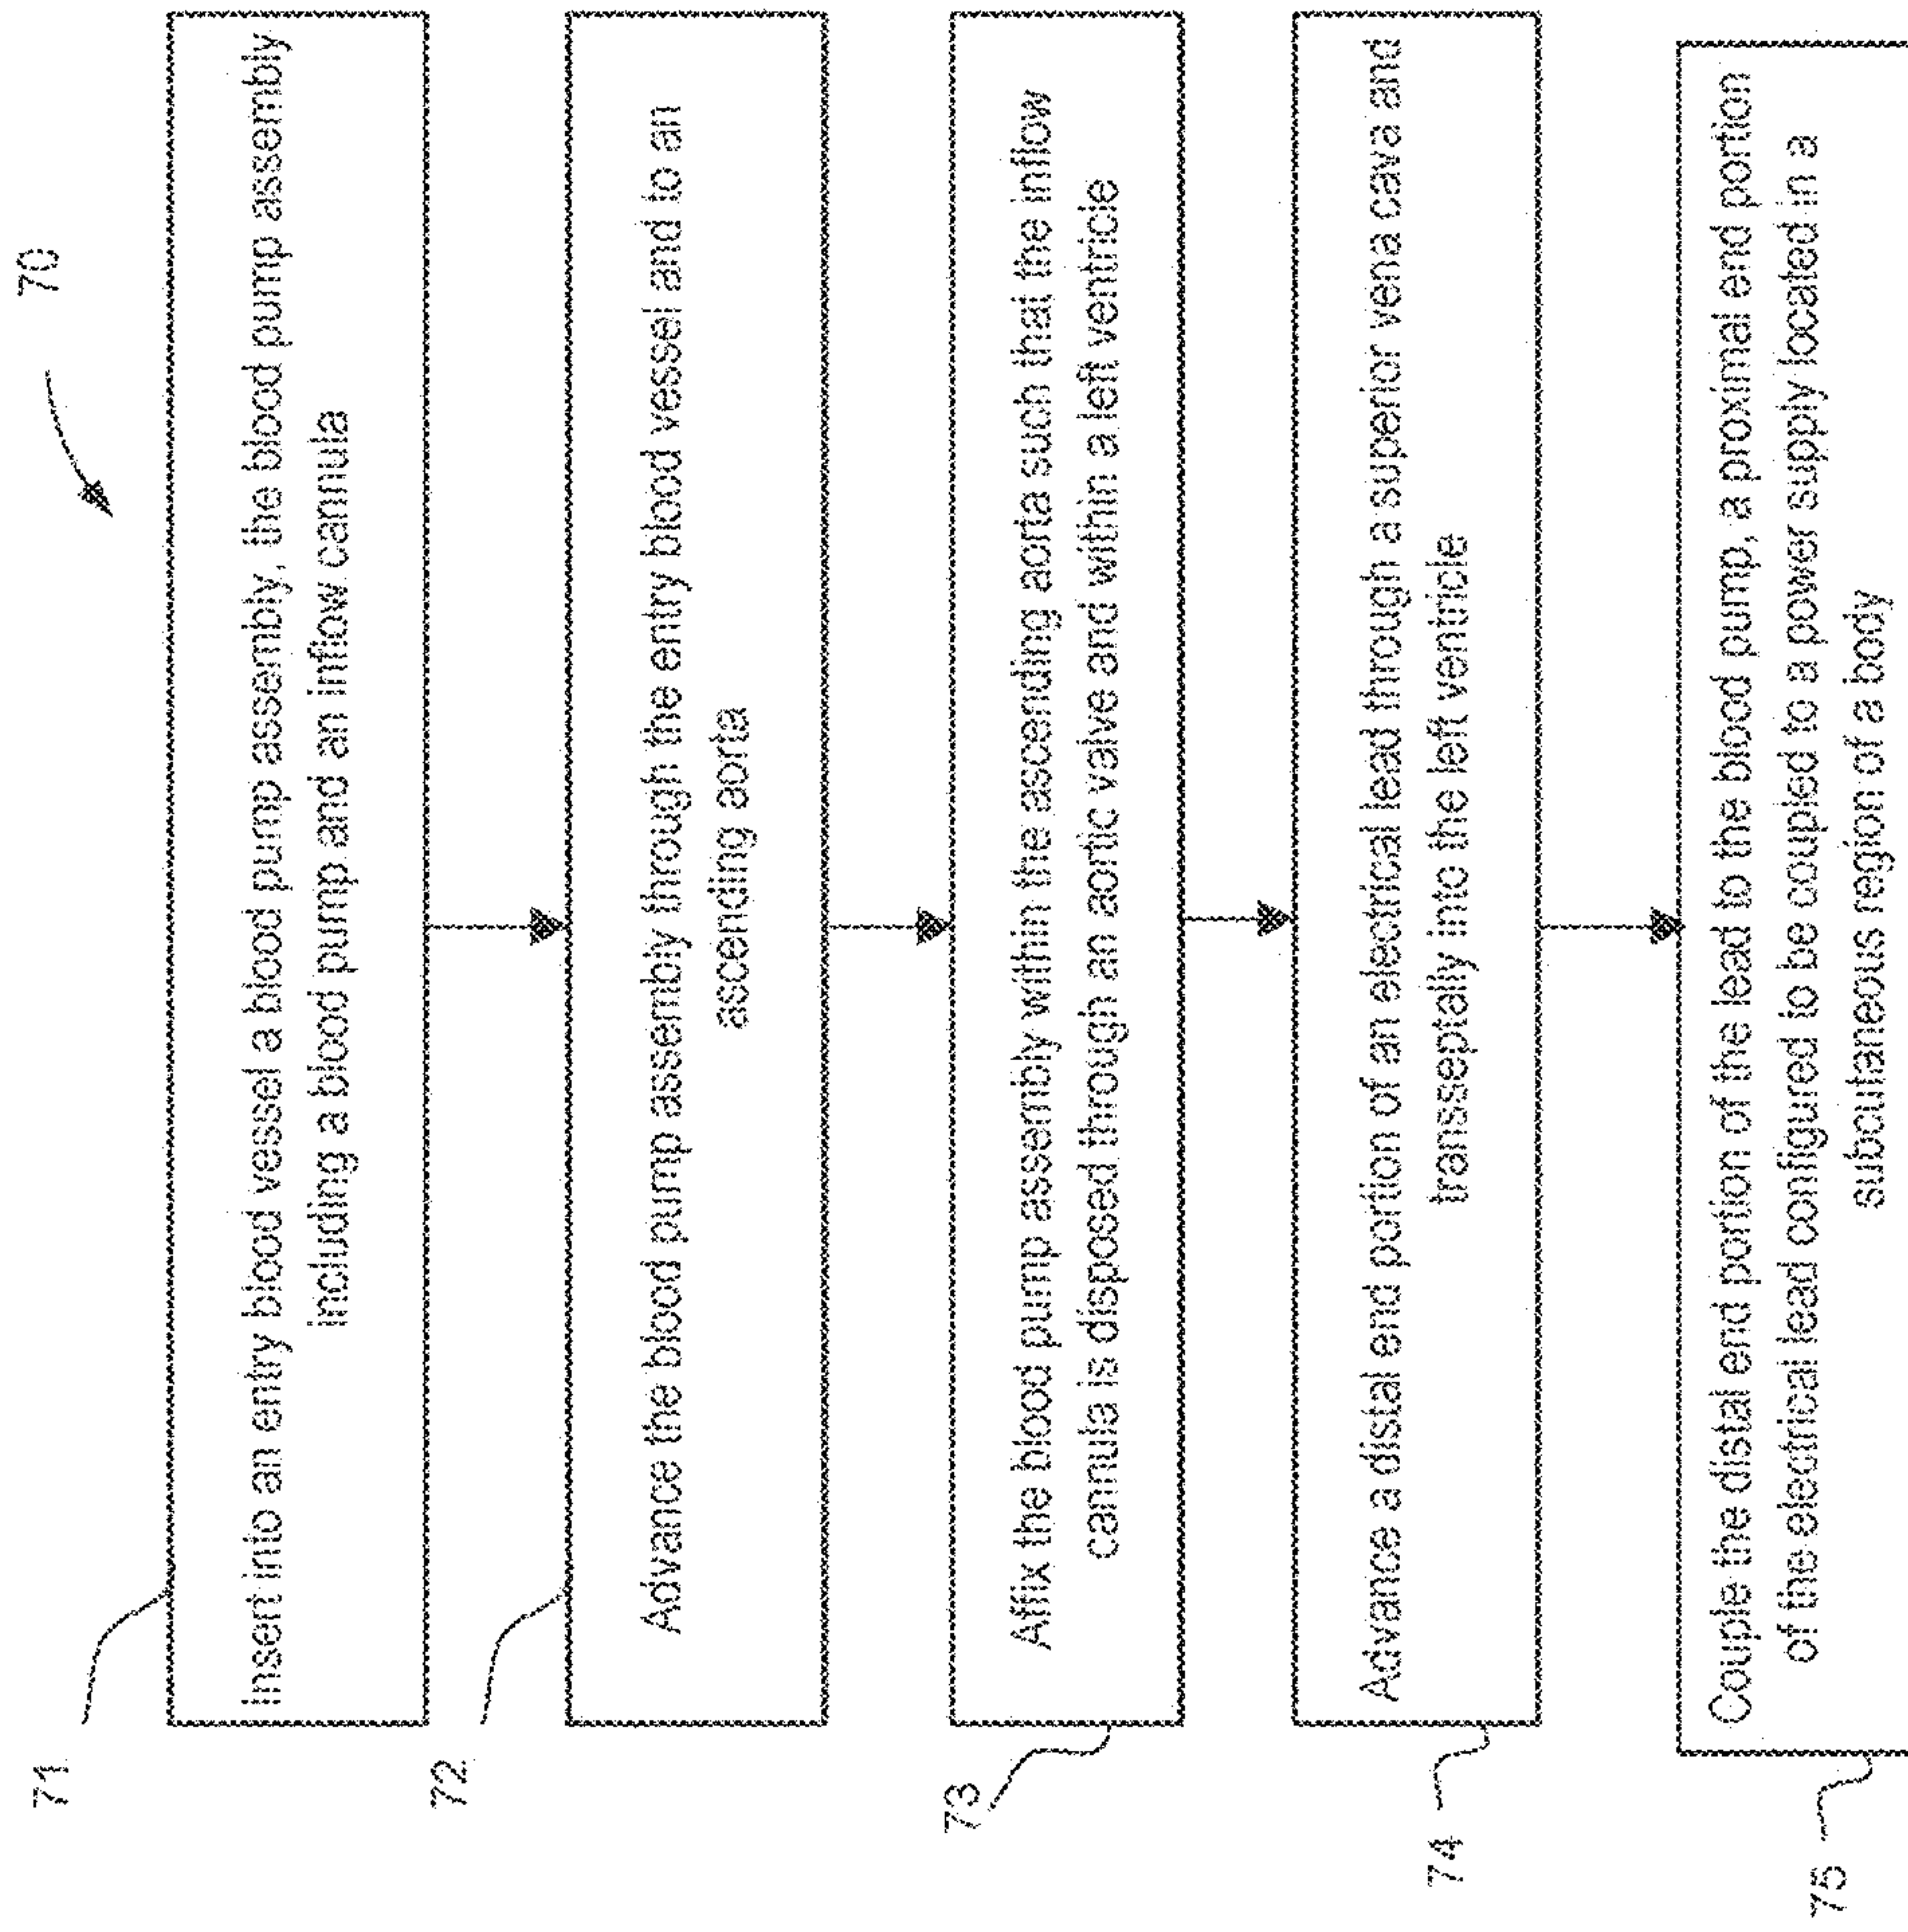 70
71
Insert into an entry blood vessel a blood pump assembly, the blood pump assembly
including a blood pump and an inflow cannula
72
Advance the blood pump assembly through the entry blood vessel and to an
ascending aorta
73
Affix the blood pump assembly within the ascending aorta such that the inflow
cannula is disposed through an aortic valve and within a left ventricle
74
Advance a distal end portion of an electrical lead through a superior vena cava and
transseptally into the left ventricle
75
Couple the distal end portion of the lead to the blood pump, a proximal end portion
of the electrical lead configured to be coupled to a power supply located in a
subcutaneous region of a body